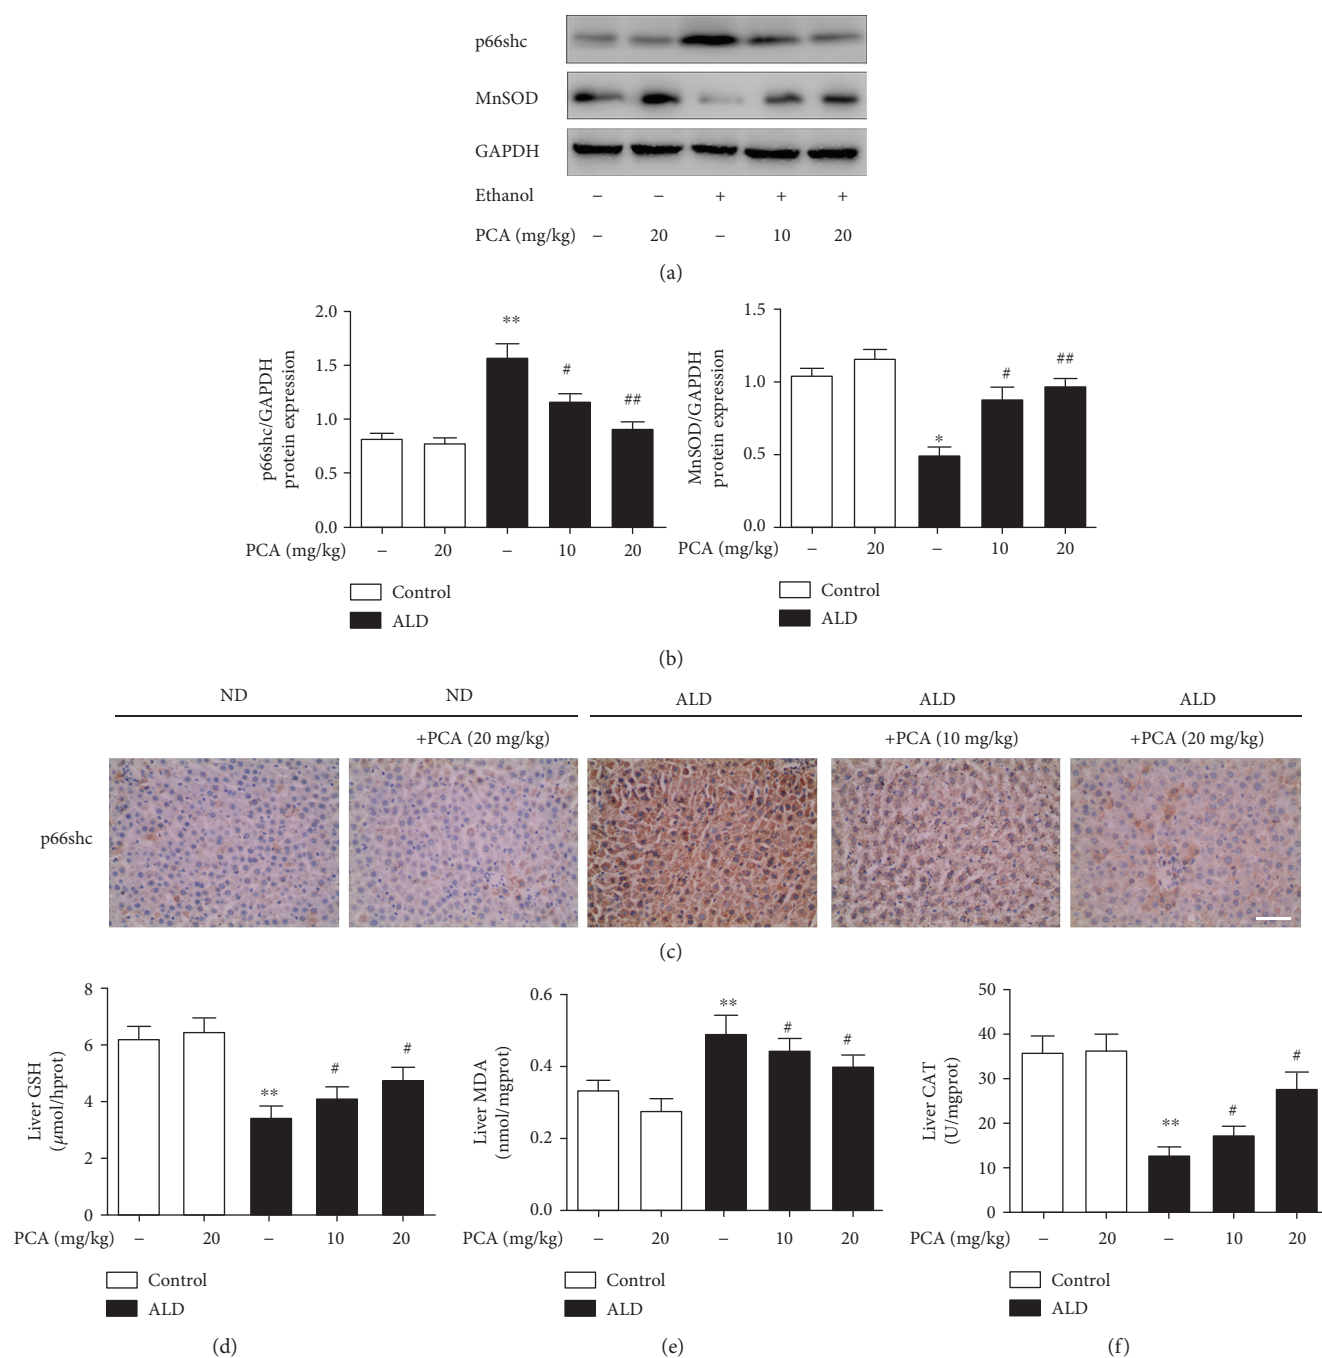 p66shc
MnSOD
GAPDH
Ethanol – – + + +
PCA (mg/kg) – 20 – 10 20
(a)
p66shc/GAPDH
protein expression
2.0
1.5
1.0
0.5
0.0
**
#
##
PCA (mg/kg) – 20 – 10 20
Control
ALD
MnSOD/GAPDH
protein expression
1.5
1.0
0.5
0.0
*
#
##
PCA (mg/kg) – 20 – 10 20
Control
ALD
(b)
ND ND ALD ALD ALD
+PCA (20 mg/kg) +PCA (10 mg/kg) +PCA (20 mg/kg)
p66shc
(c)
Liver GSH
(μmol/hprot)
8
6
4
2
0
**
#
#
PCA (mg/kg) – 20 – 10 20
Control
ALD
(d)
Liver MDA
(nmol/mgprot)
0.6
0.4
0.2
0.0
**
#
#
PCA (mg/kg) – 20 – 10 20
Control
ALD
(e)
Liver CAT
(U/mgprot)
50
40
30
20
10
0
**
#
#
PCA (mg/kg) – 20 – 10 20
Control
ALD
(f)